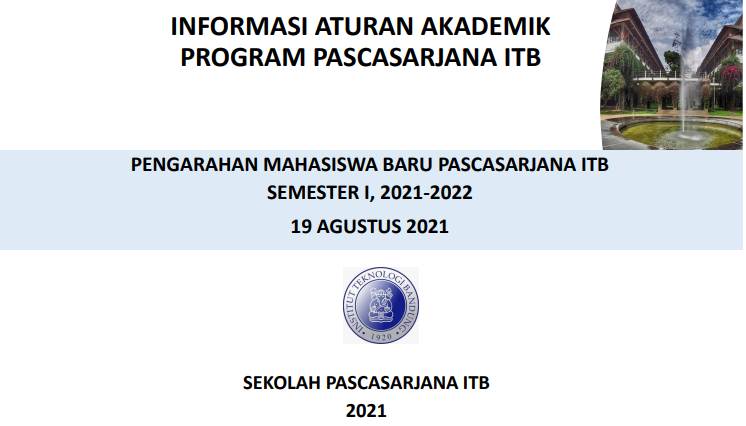 INFORMASI ATURAN AKADEMIK
PROGRAM PASCASARJANA ITB
PENGARAHAN MAHASISWA BARU PASCASARJANA ITB
SEMESTER I, 2021-2022
19 AGUSTUS 2021
INSTITUT TEKNOLOGI BANDUNG
1920
SEKOLAH PASCASARJANA ITB
2021